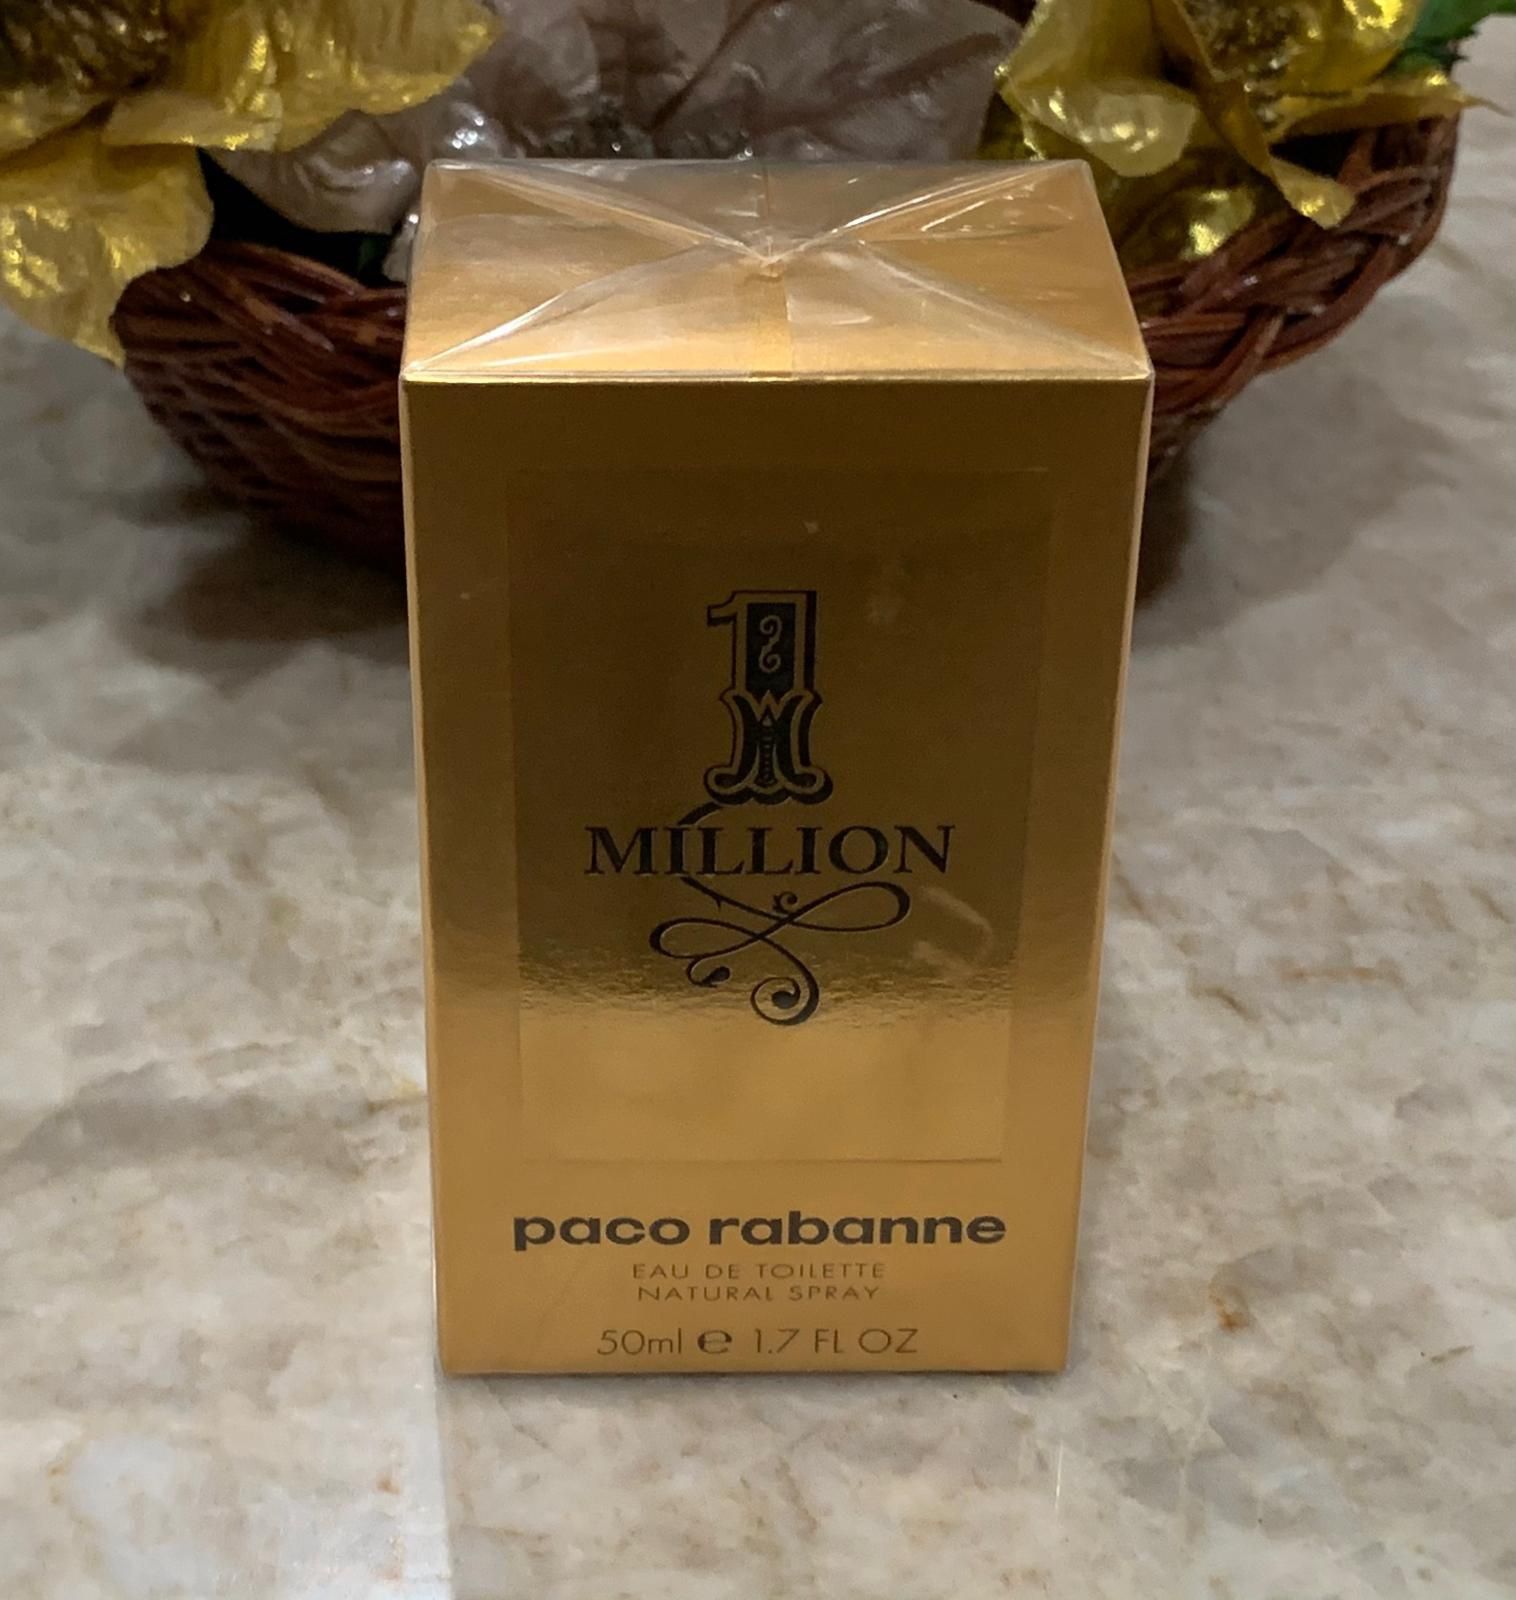 1
MILLION
paco rabanne
EAU DE TOILETTE
NATURAL SPRAY
50ml ℮ 1.7 FL OZ